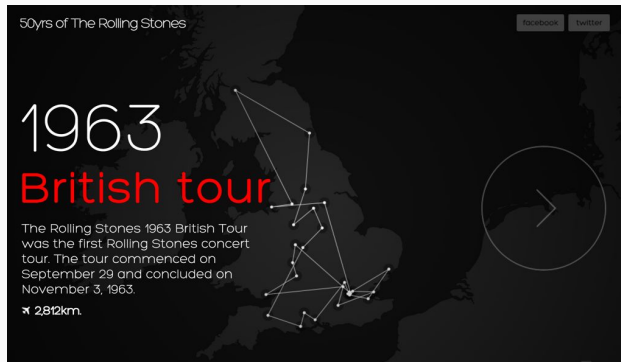 50yrs of The Rolling Stones
facebook
twitter
1963
British tour
The Rolling Stones 1963 British Tour
was the first Rolling Stones concert
tour. The tour commenced on
September 29 and concluded on
November 3, 1963.
2,812km.